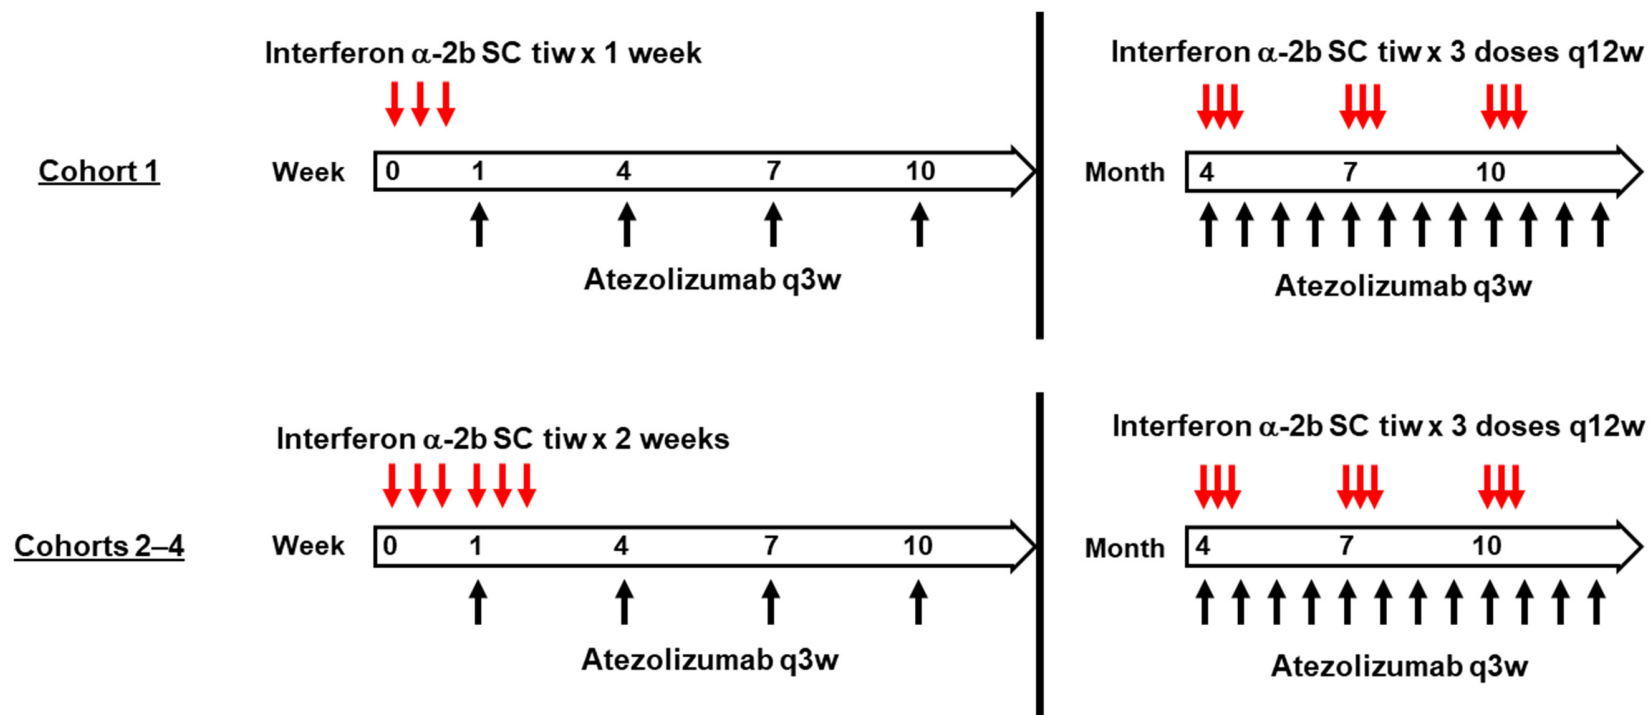 Interferon α-2b SC tiw x 1 week
Interferon α-2b SC tiw x 3 doses q12w
Cohort 1
Week
0 1 4 7 10
Month
4 7 10
Atezolizumab q3w
Atezolizumab q3w
Interferon α-2b SC tiw x 2 weeks
Interferon α-2b SC tiw x 3 doses q12w
Cohorts 2–4
Week
0 1 4 7 10
Month
4 7 10
Atezolizumab q3w
Atezolizumab q3w